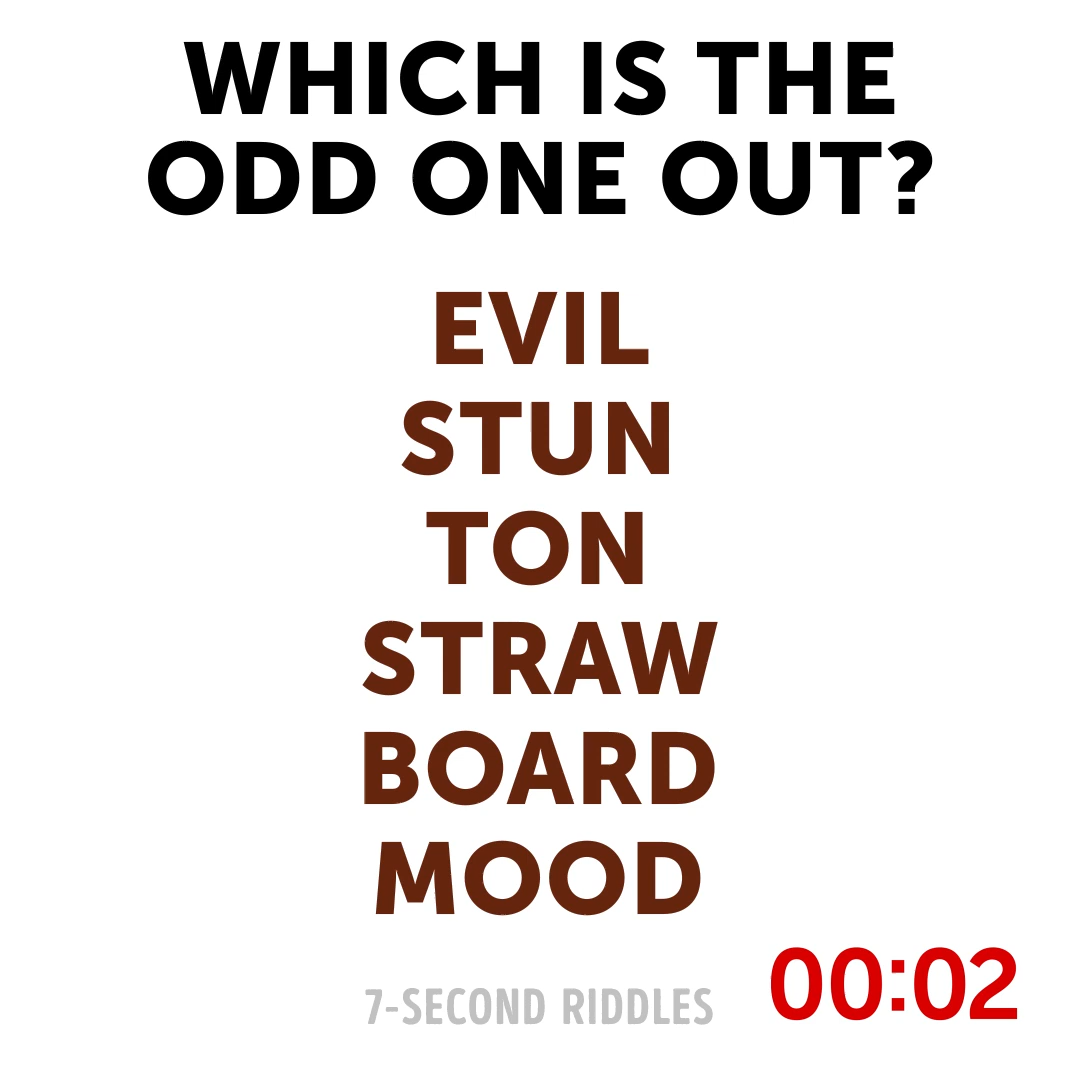 WHICH IS THE
ODD ONE OUT?
EVIL
STUN
TON
STRAW
BOARD
MOOD
7-SECOND RIDDLES
00:02